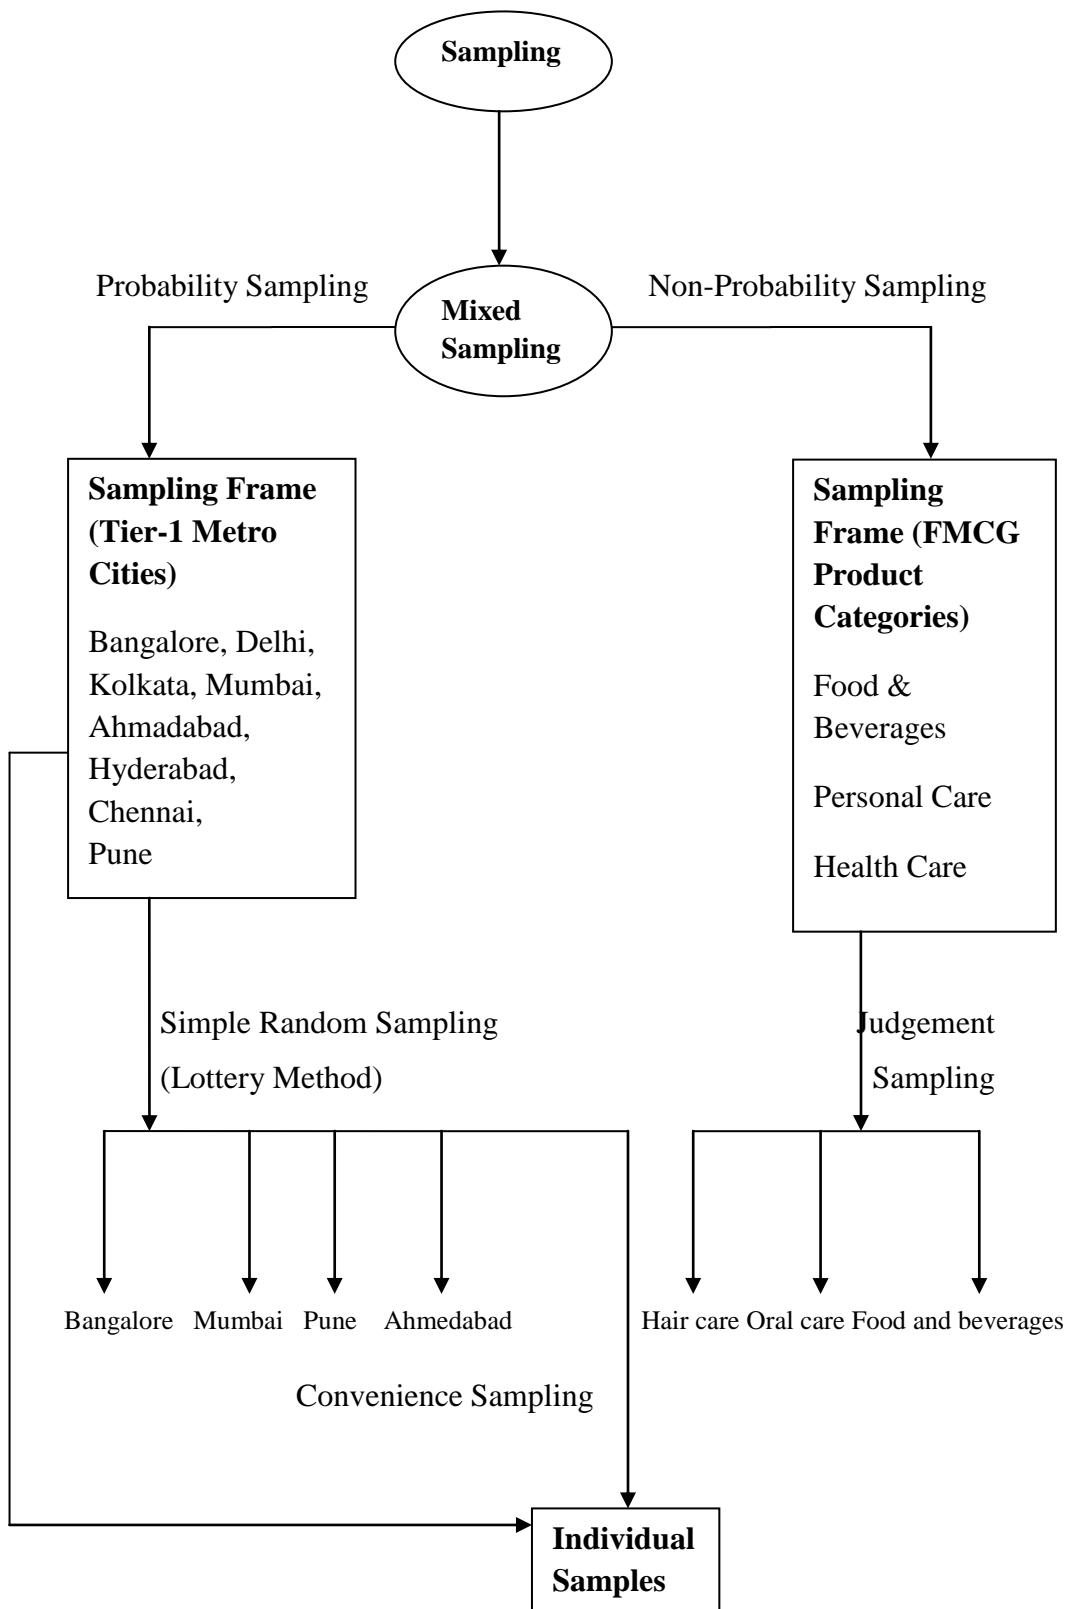 Sampling
Probability Sampling
Mixed
Sampling
Non-Probability Sampling
Sampling Frame
(Tier-1 Metro
Cities)
Bangalore, Delhi,
Kolkata, Mumbai,
Ahmadabad,
Hyderabad,
Chennai,
Pune
Sampling
Frame (FMCG
Product
Categories)
Food &
Beverages
Personal Care
Health Care
Simple Random Sampling
(Lottery Method)
Judgement
Sampling
Bangalore Mumbai Pune Ahmedabad
Hair care Oral care Food and beverages
Convenience Sampling
Individual
Samples